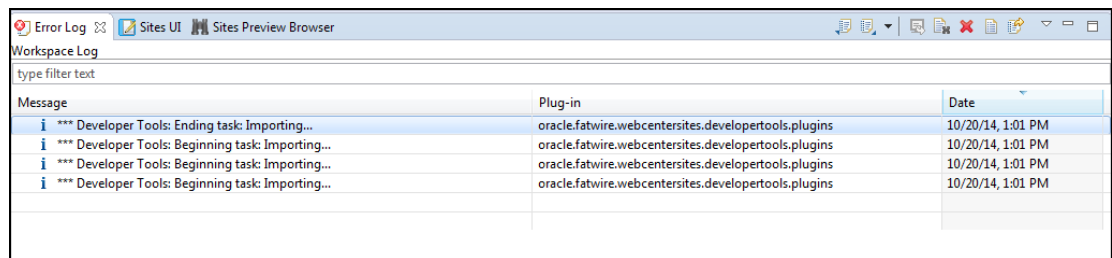 Error Log Sites UI Sites Preview Browser
Workspace Log
type filter text
Message Plug-in Date
*** Developer Tools: Ending task: Importing... oracle.fatwire.webcentersites.developertools.plugins 10/20/14, 1:01 PM
*** Developer Tools: Beginning task: Importing... oracle.fatwire.webcentersites.developertools.plugins 10/20/14, 1:01 PM
*** Developer Tools: Beginning task: Importing... oracle.fatwire.webcentersites.developertools.plugins 10/20/14, 1:01 PM
*** Developer Tools: Beginning task: Importing... oracle.fatwire.webcentersites.developertools.plugins 10/20/14, 1:01 PM